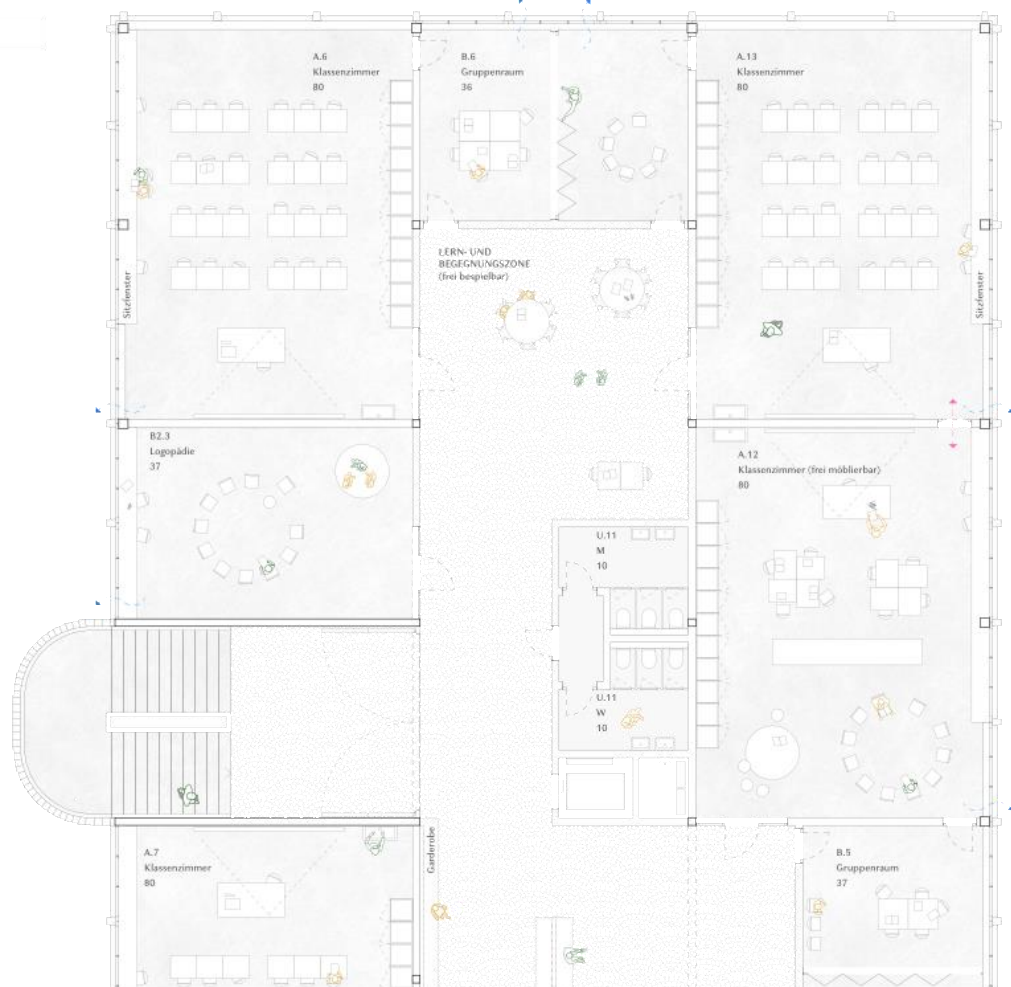 A.6
Klassenzimmer
80
B.6
Gruppenraum
36
A.13
Klassenzimmer
80
LERN- UND
BEGEGNUNGSZONE
(frei bespielbar)
Sitzfenster
Sitzfenster
B2.3
Logopädie
37
A.12
Klassenzimmer (frei möblierbar)
80
U.11
M
10
U.11
W
10
A.7
Klassenzimmer
80
Garderobe
B.5
Gruppenraum
37